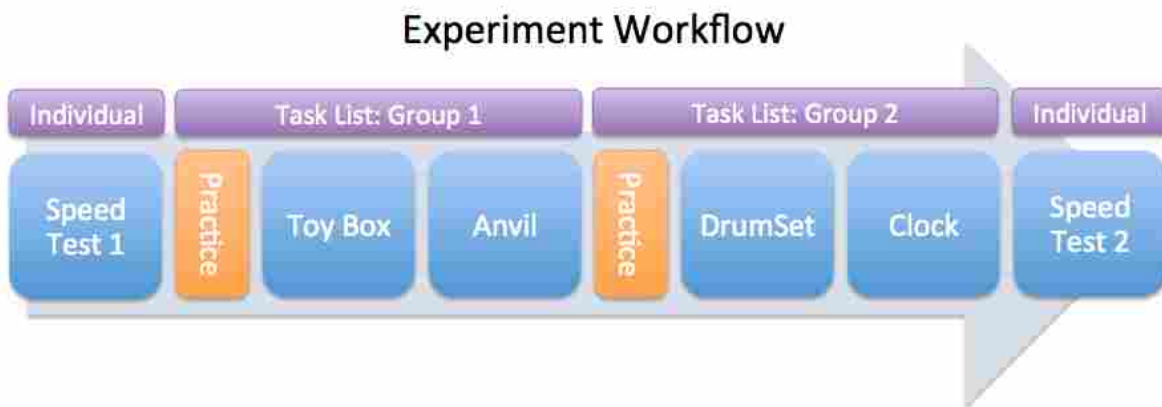 Experiment Workflow
Individual
Task List: Group 1
Task List: Group 2
Individual
Speed
Test 1
Practice
Toy Box
Anvil
Practice
DrumSet
Clock
Speed
Test 2